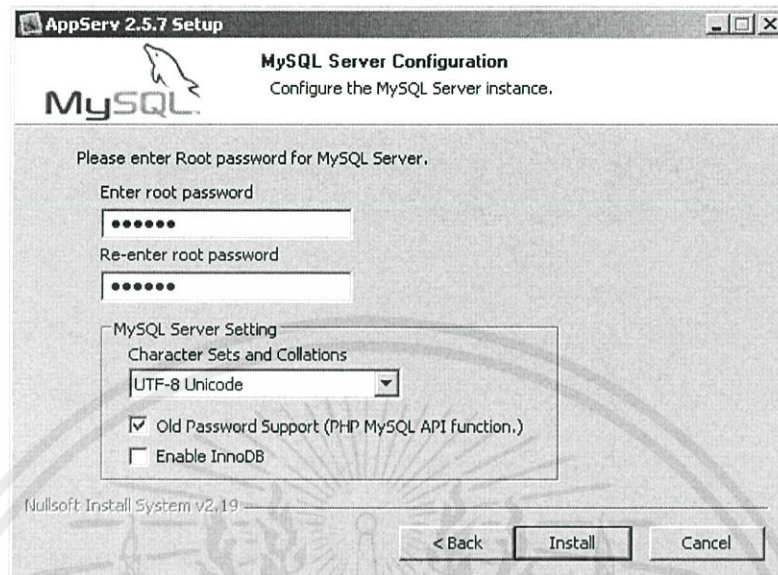 AppServ 2.5.7 Setup
MySQL Server Configuration
Configure the MySQL Server instance.
MySQL
Please enter Root password for MySQL Server.
Enter root password
••••••
Re-enter root password
••••••
MySQL Server Setting
Character Sets and Collations
UTF-8 Unicode
Old Password Support (PHP MySQL API function.)
Enable InnoDB
Nullsoft Install System v2.19
< Back
Install
Cancel